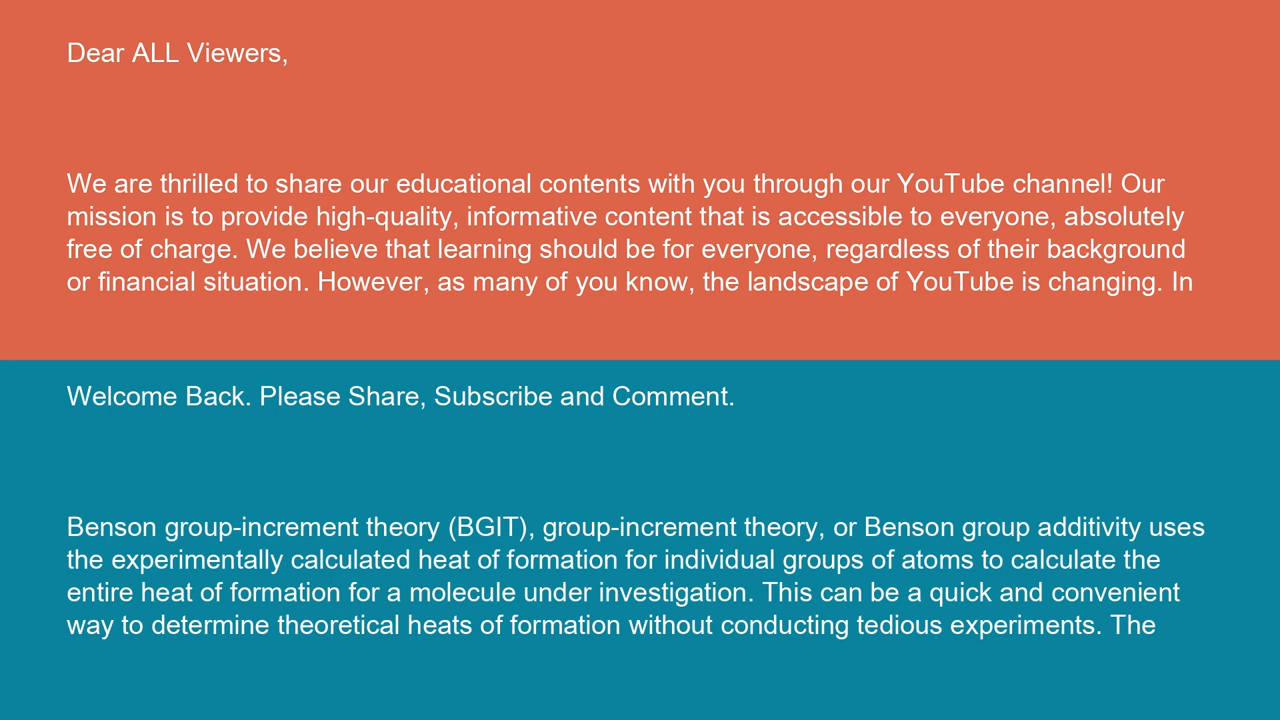 Dear ALL Viewers,
We are thrilled to share our educational contents with you through our YouTube channel! Our
mission is to provide high-quality, informative content that is accessible to everyone, absolutely
free of charge. We believe that learning should be for everyone, regardless of their background
or financial situation. However, as many of you know, the landscape of YouTube is changing. In
Welcome Back. Please Share, Subscribe and Comment.
Benson group-increment theory (BGIT), group-increment theory, or Benson group additivity uses
the experimentally calculated heat of formation for individual groups of atoms to calculate the
entire heat of formation for a molecule under investigation. This can be a quick and convenient
way to determine theoretical heats of formation without conducting tedious experiments. The